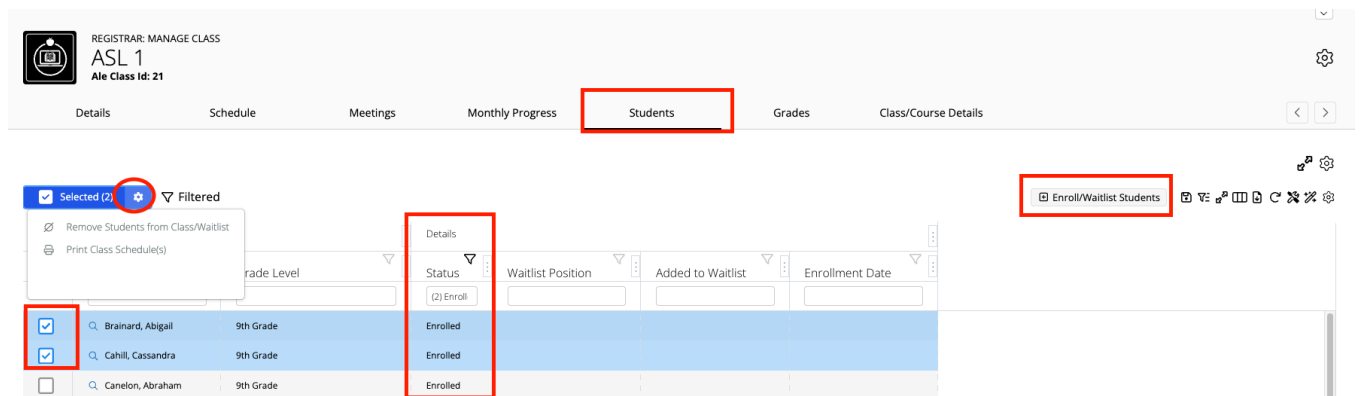 REGISTRAR: MANAGE CLASS
ASL 1
Ale Class Id: 21
Details Schedule Meetings Monthly Progress Students Grades Class/Course Details
Selected (2) Filtered Enroll/Waitlist Students
Remove Students from Class/Waitlist
Print Class Schedule(s)
Details
rade Level Status Waitlist Position Added to Waitlist Enrollment Date
(2) Enroll
Brainard, Abigail 9th Grade Enrolled
Cahill, Cassandra 9th Grade Enrolled
Canelon, Abraham 9th Grade Enrolled